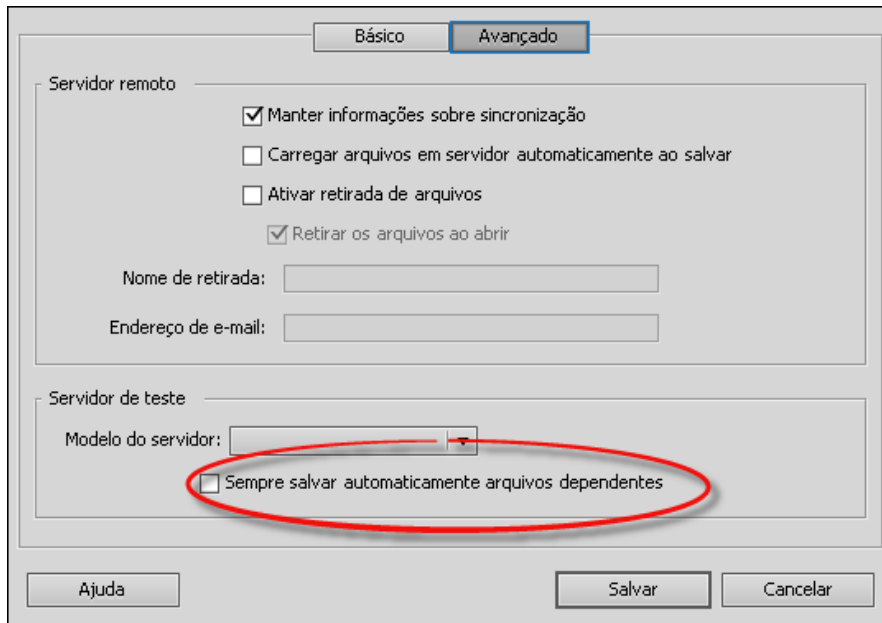 Básico
Avançado
Servidor remoto
Manter informações sobre sincronização
Carregar arquivos em servidor automaticamente ao salvar
Ativar retirada de arquivos
Retirar os arquivos ao abrir
Nome de retirada:
Endereço de e-mail:
Servidor de teste
Modelo do servidor:
Sempre salvar automaticamente arquivos dependentes
Ajuda
Salvar
Cancelar